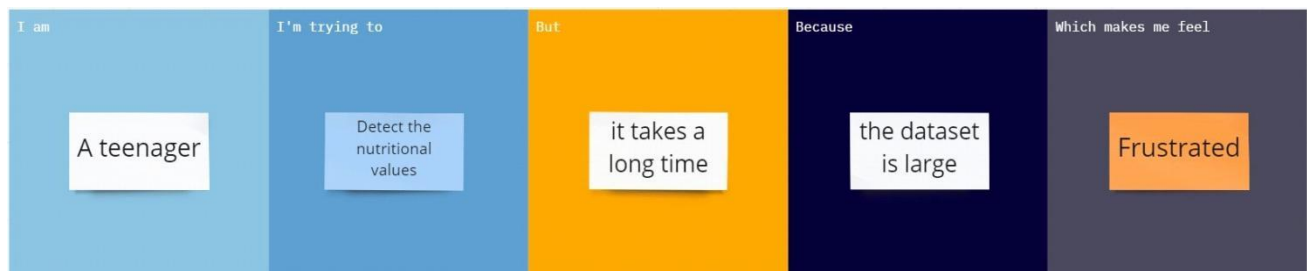 I am
A teenager
I'm trying to
Detect the
nutritional
values
But
it takes a
long time
Because
the dataset
is large
Which makes me feel
Frustrated